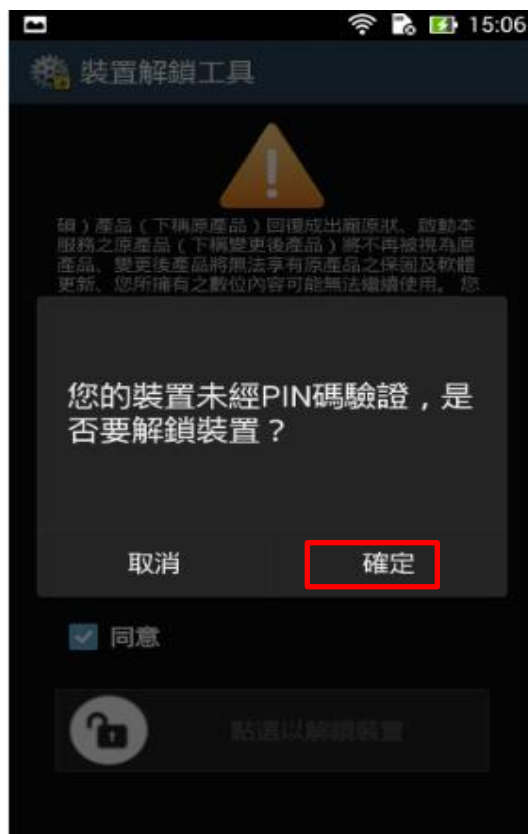 15:06
裝置解鎖工具
碩）產品（下稱原產品）回復成出廠原狀、啟動本
服務之原產品（下稱變更後產品）將不再被視為原
產品、變更後產品將無法享有原產品之保固及軟體
更新、您所擁有之數位內容可能無法繼續使用。 您
您的裝置未經PIN碼驗證，是
否要解鎖裝置？
取消
確定
同意
點選以解鎖裝置